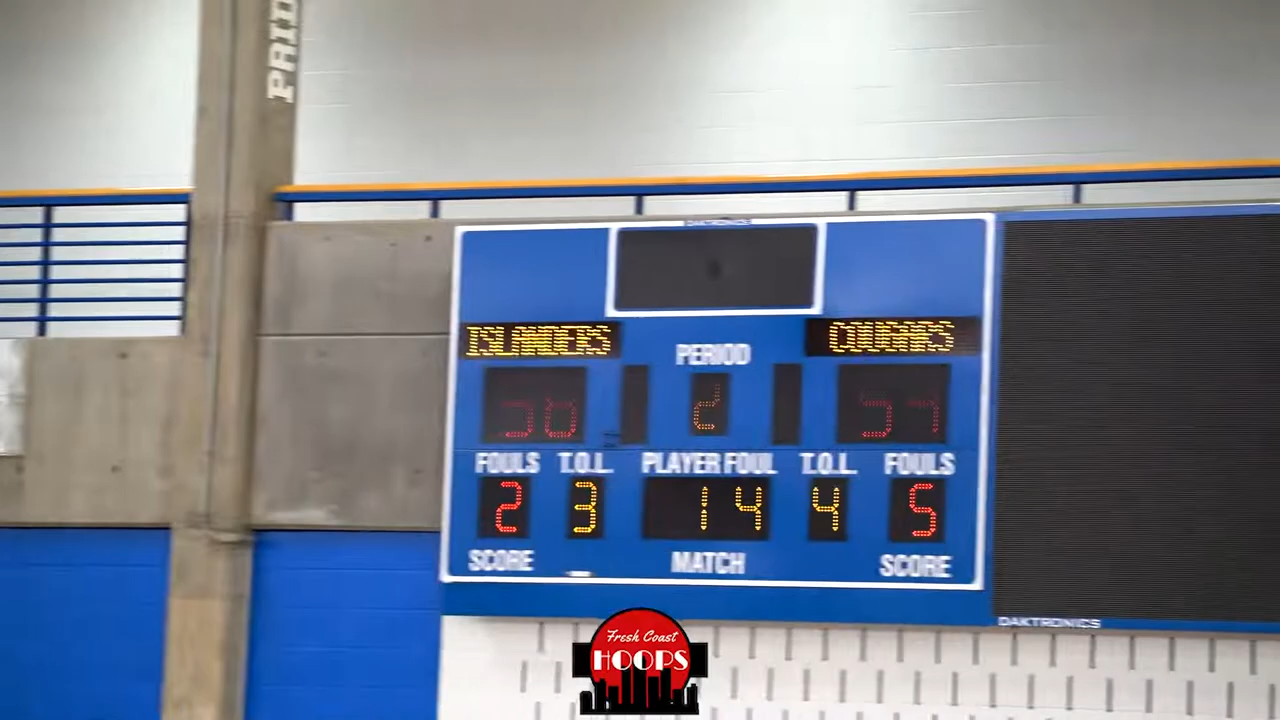 PRID
ISLANDERS
COUGARS
PERIOD
2
FOULS T.O.L. PLAYER FOUL T.O.L. FOULS
2 3 14 4 5
SCORE MATCH SCORE
DAKTRONICS
Fresh Coast
HOOPS